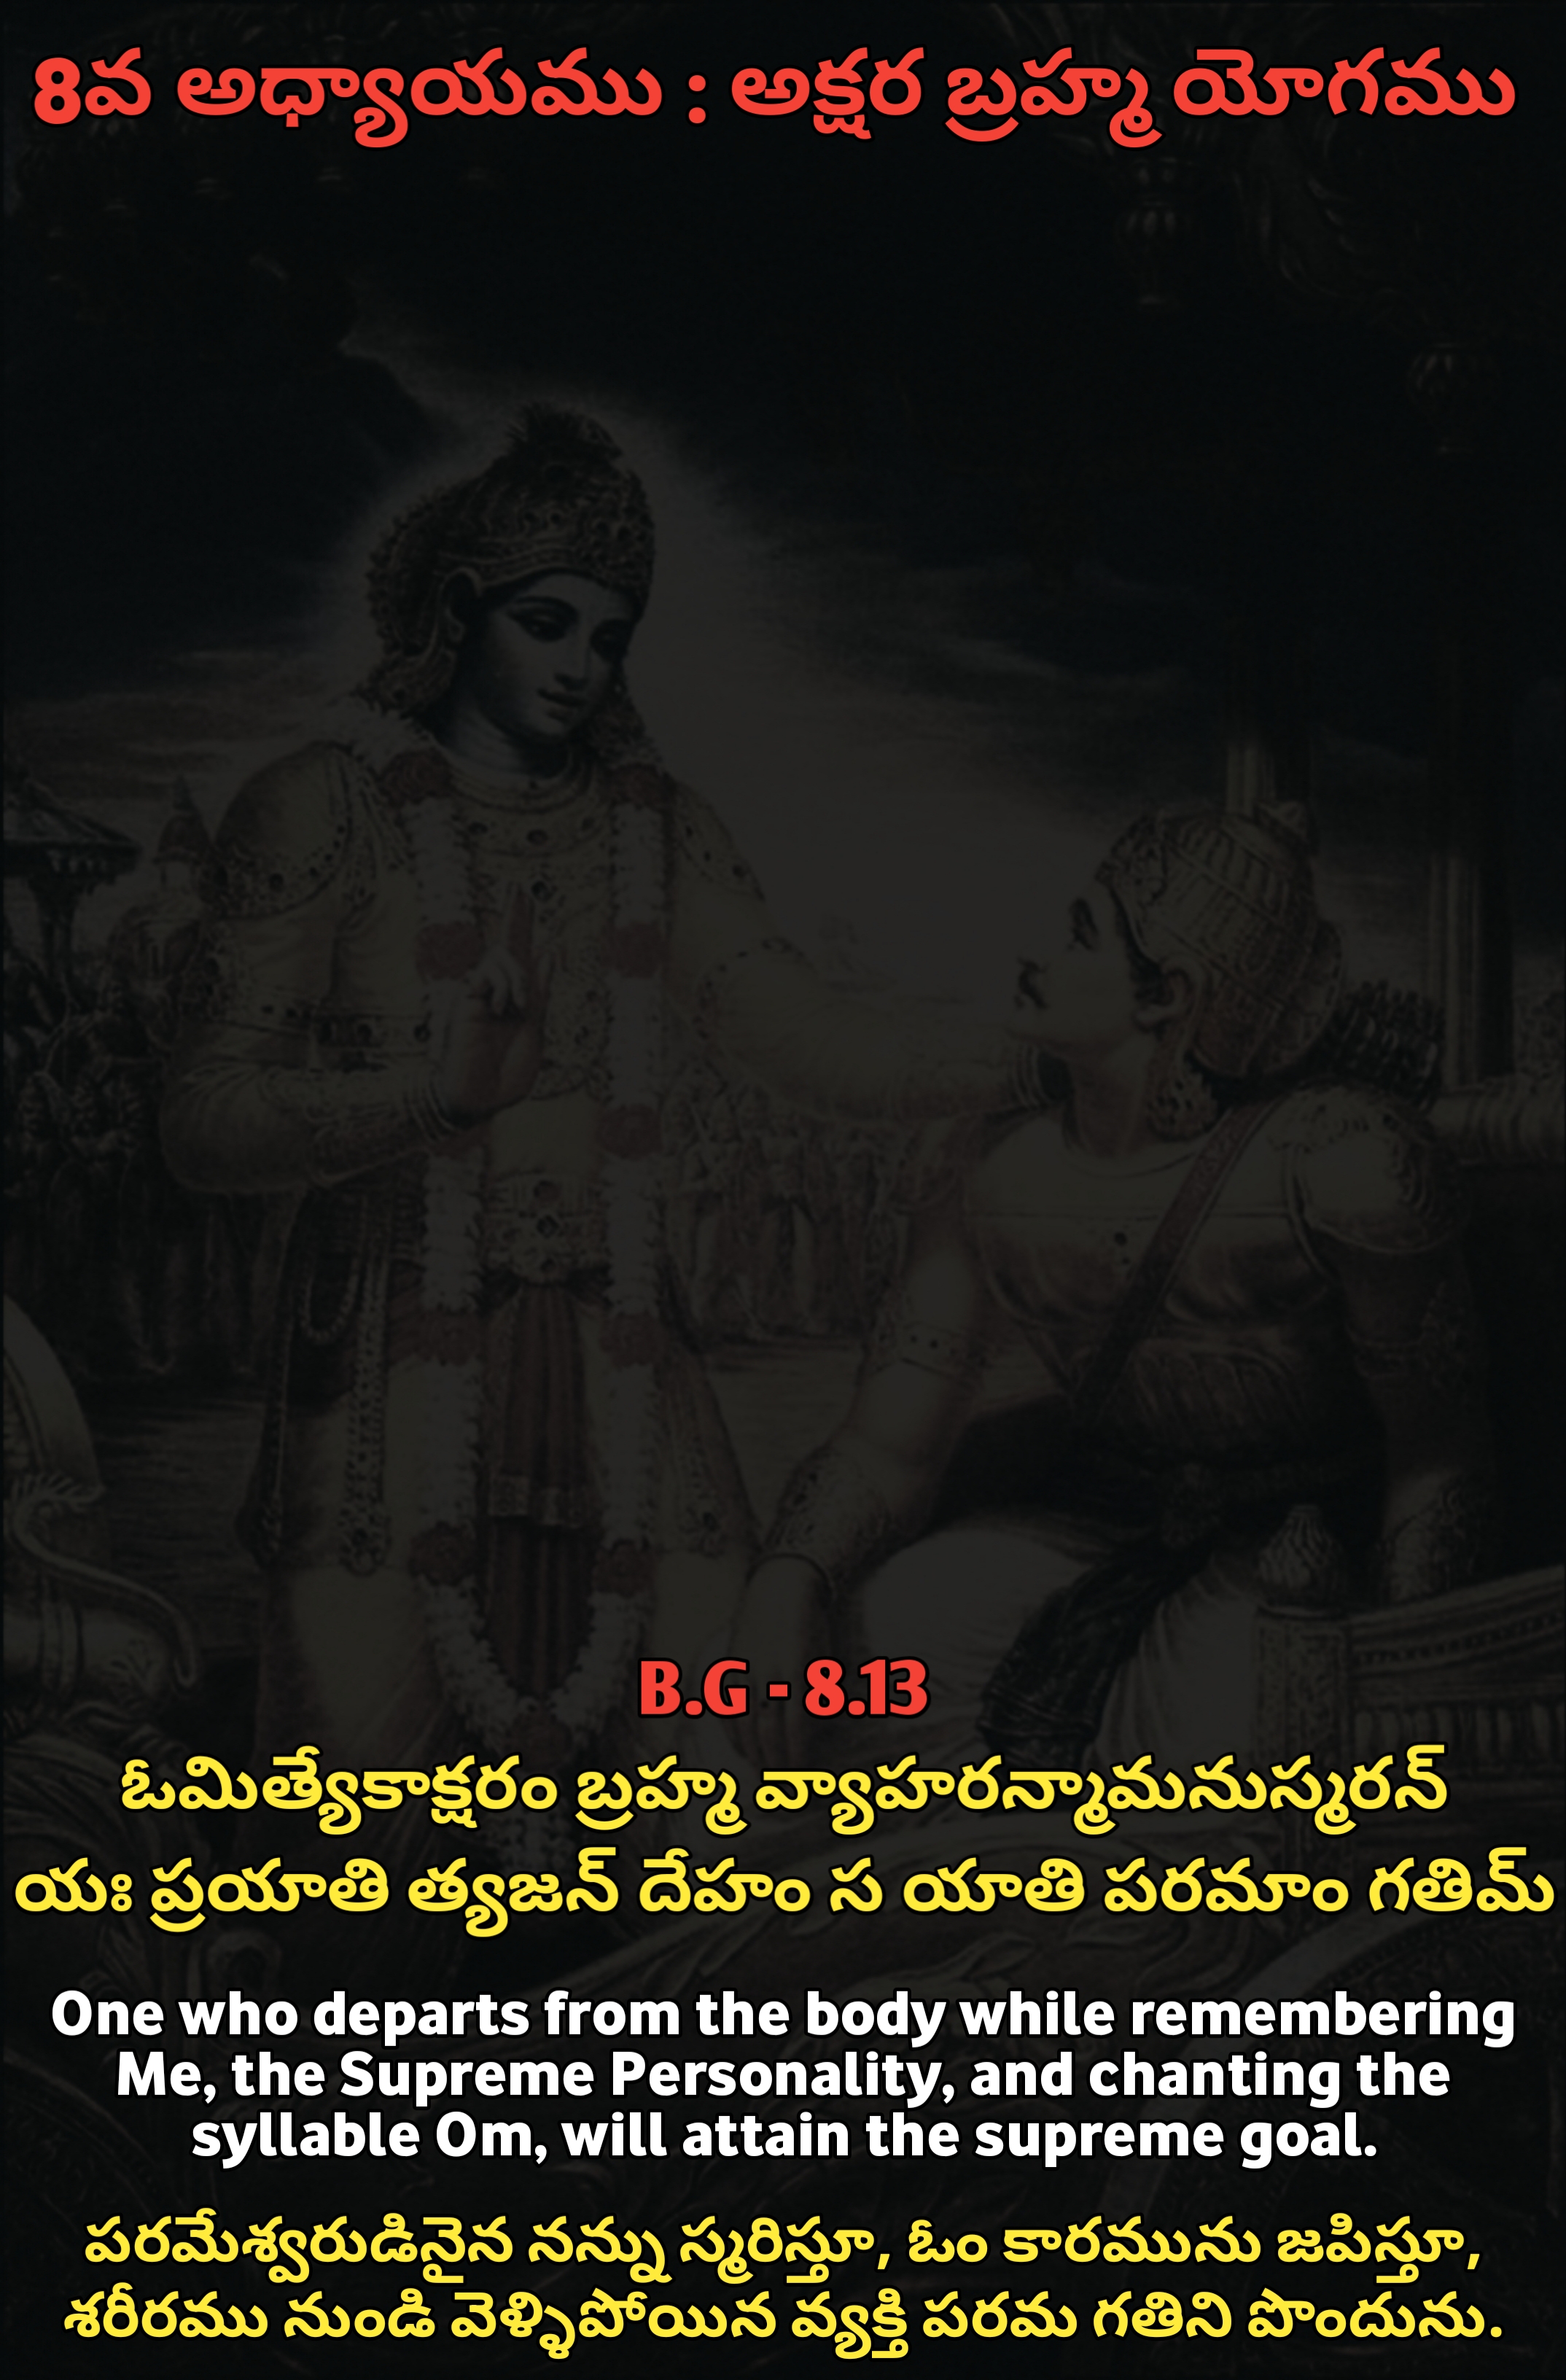 8వ అధ్యాయము : అక్షర బ్రహ్మ యోగము
B.G - 8.13
ఓమిత్యేకాక్షరం బ్రహ్మ వ్యాహరన్మామనుస్మరన్
యః ప్రయాతి త్యజన్ దేహం స యాతి పరమాం గతిమ్
One who departs from the body while remembering
Me, the Supreme Personality, and chanting the
syllable Om, will attain the supreme goal.
పరమేశ్వరుడినైన నన్ను స్మరిస్తూ, ఓం కారమును జపిస్తూ,
శరీరము నుండి వెళ్ళిపోయిన వ్యక్తి పరమ గతిని పొందును.